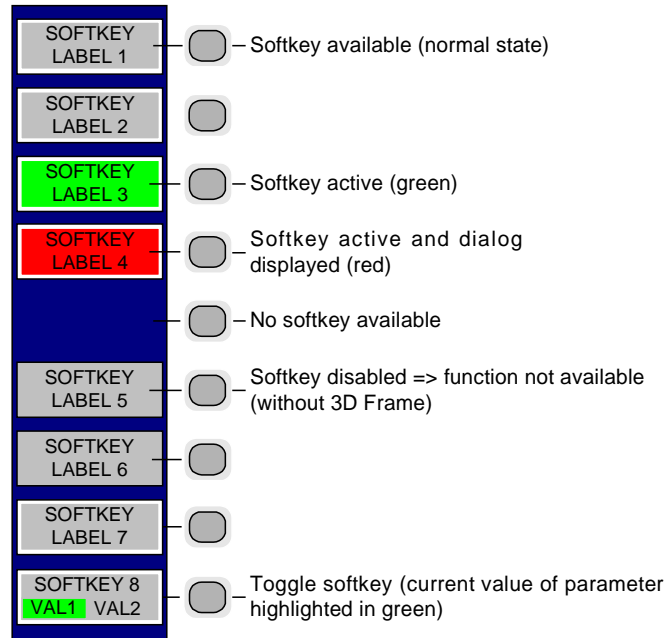 SOFTKEY
LABEL 1
Softkey available (normal state)
SOFTKEY
LABEL 2
SOFTKEY
LABEL 3
Softkey active (green)
SOFTKEY
LABEL 4
Softkey active and dialog
displayed (red)
No softkey available
SOFTKEY
LABEL 5
Softkey disabled => function not available
(without 3D Frame)
SOFTKEY
LABEL 6
SOFTKEY
LABEL 7
SOFTKEY 8
VAL1 VAL2
Toggle softkey (current value of parameter
highlighted in green)